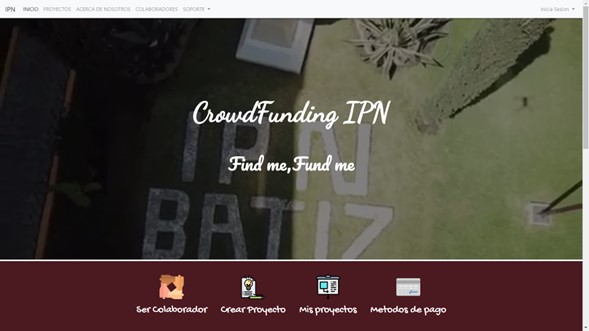 IPN INICIO PROYECTOS ACERCA DE NOSOTROS COLABORADORES SOPORTE Inicia Sesion
CrowdFunding IPN
Find me,Fund me
IPN
BATIZ
Ser Colaborador Crear Proyecto Mis proyectos Metodos de pago